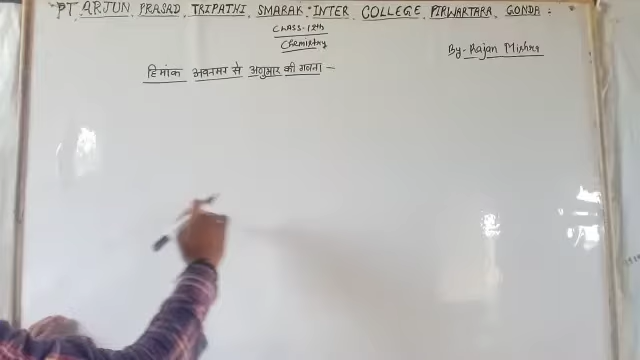 PT. ARJUN PRASAD TRIPATHI SMARAK INTER COLLEGE PIRWARTARA, GONDA :
CLASS-12th
Chemistry
By- Rajan Mishra
हिमांक अवनमन से अणुभार की गणना -